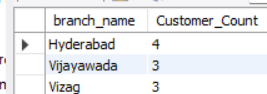 branch_name Customer_Count
Hyderabad 4
Vijayawada 3
Vizag 3